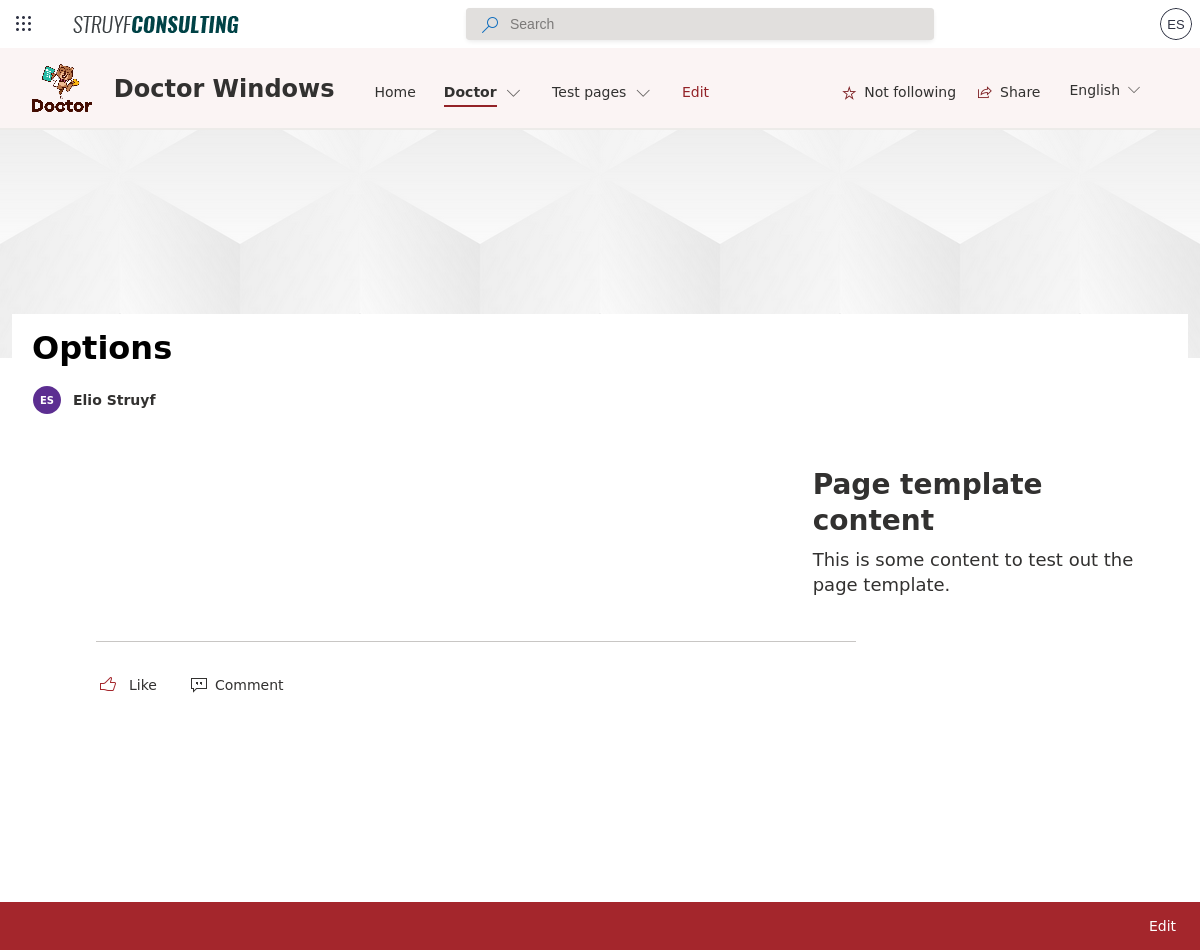 STRUYFCONSULTING
Search
ES
Doctor
Doctor Windows
Home
Doctor
Test pages
Edit
Not following
Share
English
Options
ES
Elio Struyf
Page template
content
This is some content to test out the
page template.
Like
Comment
Edit